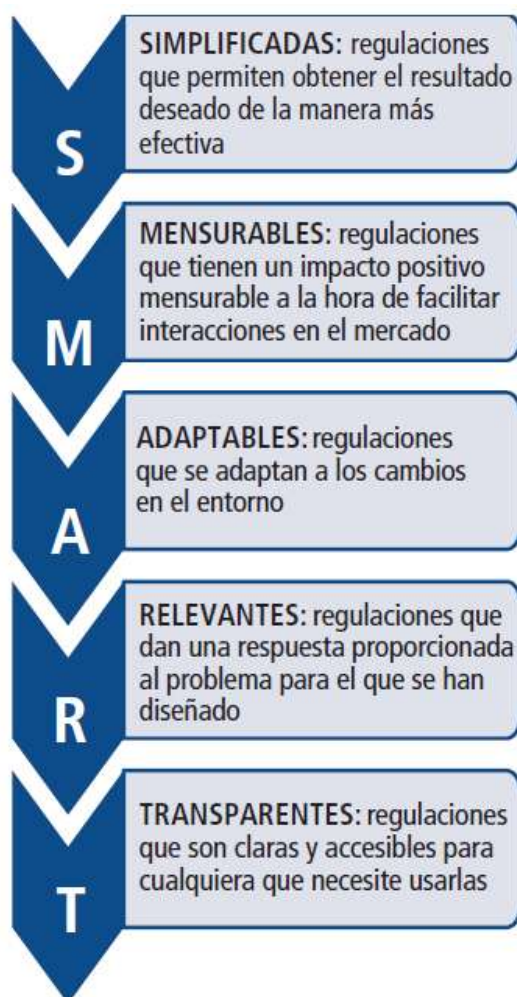 S
SIMPLIFICADAS: regulaciones
que permiten obtener el resultado
deseado de la manera más
efectiva
M
MENSURABLES: regulaciones
que tienen un impacto positivo
mensurable a la hora de facilitar
interacciones en el mercado
A
ADAPTABLES: regulaciones
que se adaptan a los cambios
en el entorno
R
RELEVANTES: regulaciones que
dan una respuesta proporcionada
al problema para el que se han
diseñado
T
TRANSPARENTES: regulaciones
que son claras y accesibles para
cualquiera que necesite usarlas